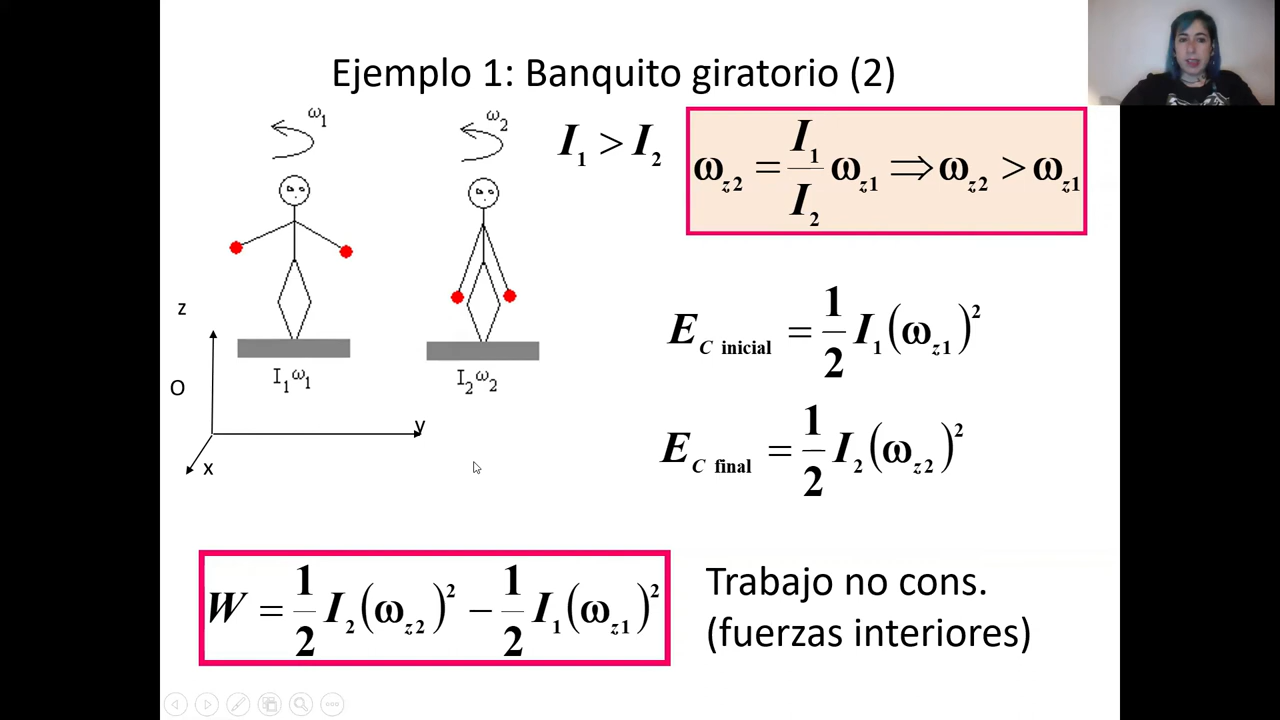 Ejemplo 1: Banquito giratorio (2)
ω₁
ω₂
I₁ > I₂
ω_z2 = I₁/I₂ ω_z1 ⇒ ω_z2 > ω_z1
z
O
y
x
I₁ω₁
I₂ω₂
E_C inicial = 1/2 I₁(ω_z1)²
E_C final = 1/2 I₂(ω_z2)²
W = 1/2 I₂(ω_z2)² − 1/2 I₁(ω_z1)²
Trabajo no cons.
(fuerzas interiores)